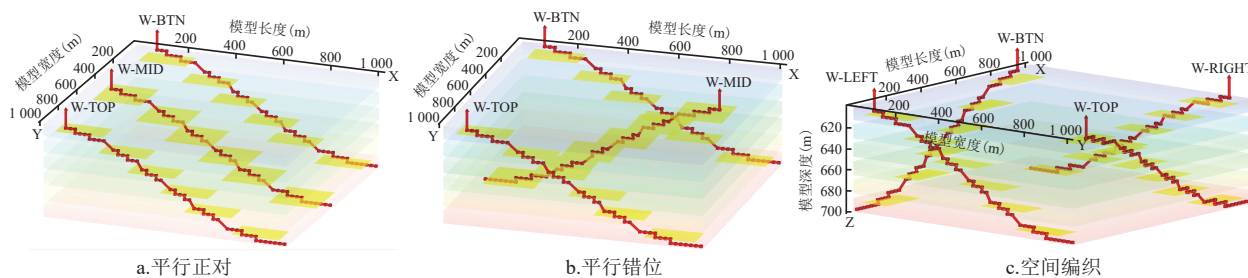 W-BTN
模型长度(m)
200
400
600
800
1 000
X
模型宽度(m)
200
400
600
800
1 000
Y
W-MID
W-TOP
a.平行正对
W-BTN
模型长度(m)
200
400
600
800
1 000
X
模型宽度(m)
200
400
600
800
1 000
Y
W-MID
W-TOP
b.平行错位
W-BTN
模型长度(m)
200
400
600
800
1 000
X
W-LEFT
W-RIGHT
W-TOP
200
400
600
800
1 000
Y
模型宽度(m)
模型深度(m)
620
640
660
680
700
Z
c.空间编织